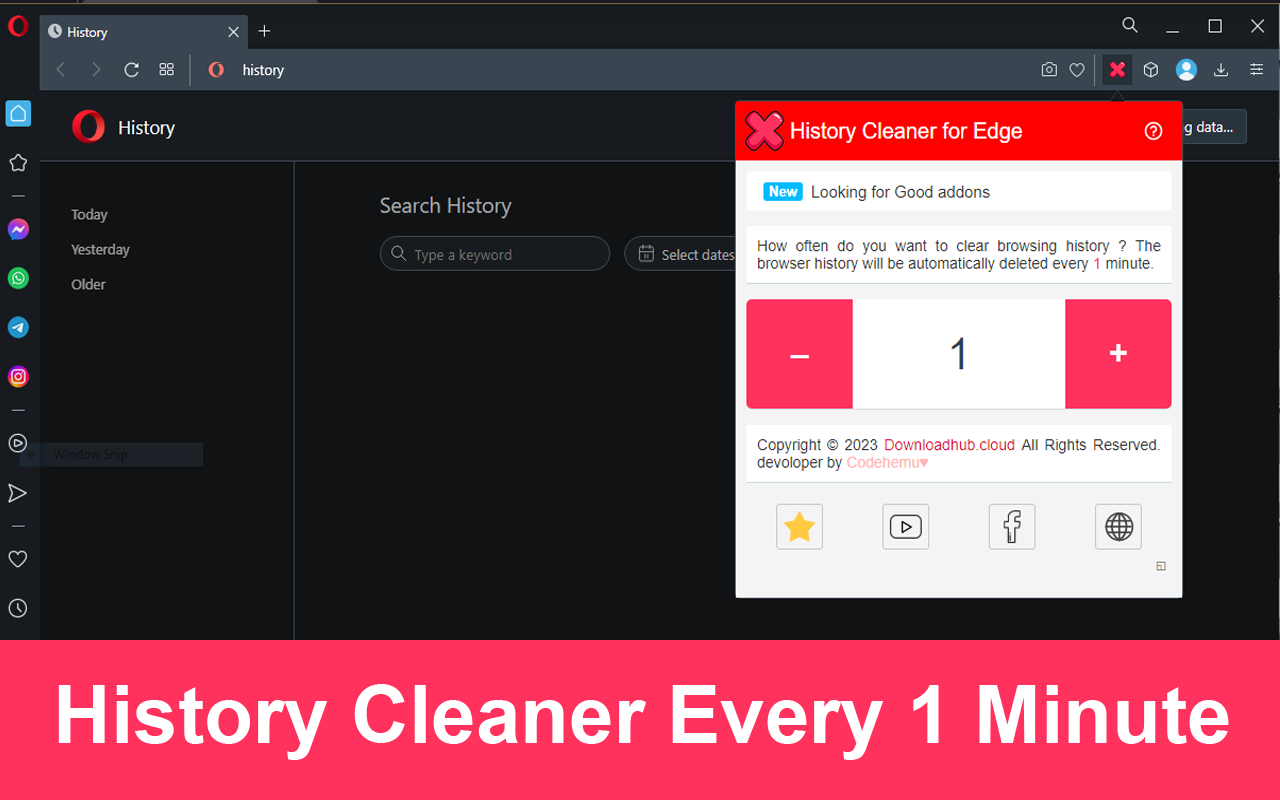 History
history
History
g data...
Today
Yesterday
Older
Search History
Type a keyword
Select dates
Window Snip
History Cleaner for Edge
New Looking for Good addons
How often do you want to clear browsing history ? The
browser history will be automatically deleted every 1 minute.
–
1
+
Copyright © 2023 Downloadhub.cloud All Rights Reserved.
devoloper by Codehemu♥
History Cleaner Every 1 Minute